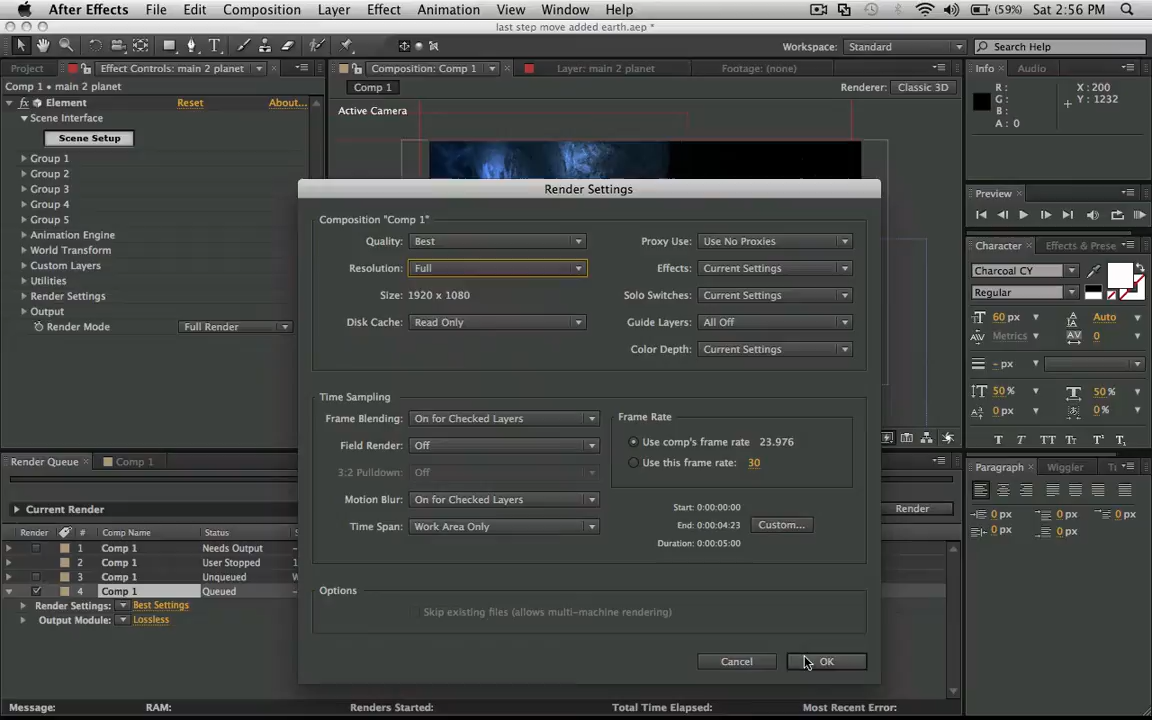 After Effects File Edit Composition Layer Effect Animation View Window Help (59%) Sat 2:56 PM
last step move added earth.aep *
Workspace: Standard Search Help
Project Effect Controls: main 2 planet Composition: Comp 1 Layer: main 2 planet Footage: (none) Info Audio
Comp 1 • main 2 planet Comp 1 Renderer: Classic 3D
fx Element Reset About...
Scene Interface
Scene Setup
Group 1
Group 2
Group 3
Group 4
Group 5
Animation Engine
World Transform
Custom Layers
Utilities
Render Settings
Output
Render Mode Full Render
Active Camera
R:
G:
B:
A: 0
X: 200
Y: 1232
Preview
Character Effects & Prese
Charcoal CY
Regular
60 px Auto
Metrics 0
- px
50 % 50 %
0 px 0 %
T T TT Tt T¹ T₁
Paragraph Wiggler
0 px 0 px 0 px
0 px 0 px
Render Settings
Composition "Comp 1"
Quality: Best Proxy Use: Use No Proxies
Resolution: Full Effects: Current Settings
Size: 1920 x 1080 Solo Switches: Current Settings
Disk Cache: Read Only Guide Layers: All Off
Color Depth: Current Settings
Time Sampling
Frame Blending: On for Checked Layers
Field Render: Off
3:2 Pulldown: Off
Motion Blur: On for Checked Layers
Time Span: Work Area Only
Frame Rate
Use comp's frame rate 23.976
Use this frame rate: 30
Start: 0:00:00:00
End: 0:00:04:23 Custom...
Duration: 0:00:05:00
Options
Skip existing files (allows multi-machine rendering)
Cancel OK
Render Queue Comp 1
Current Render Render
Render # Comp Name Status
1 Comp 1 Needs Output
2 Comp 1 User Stopped
3 Comp 1 Unqueued
4 Comp 1 Queued
Render Settings: Best Settings
Output Module: Lossless
Message: RAM: Renders Started: Total Time Elapsed: Most Recent Error: